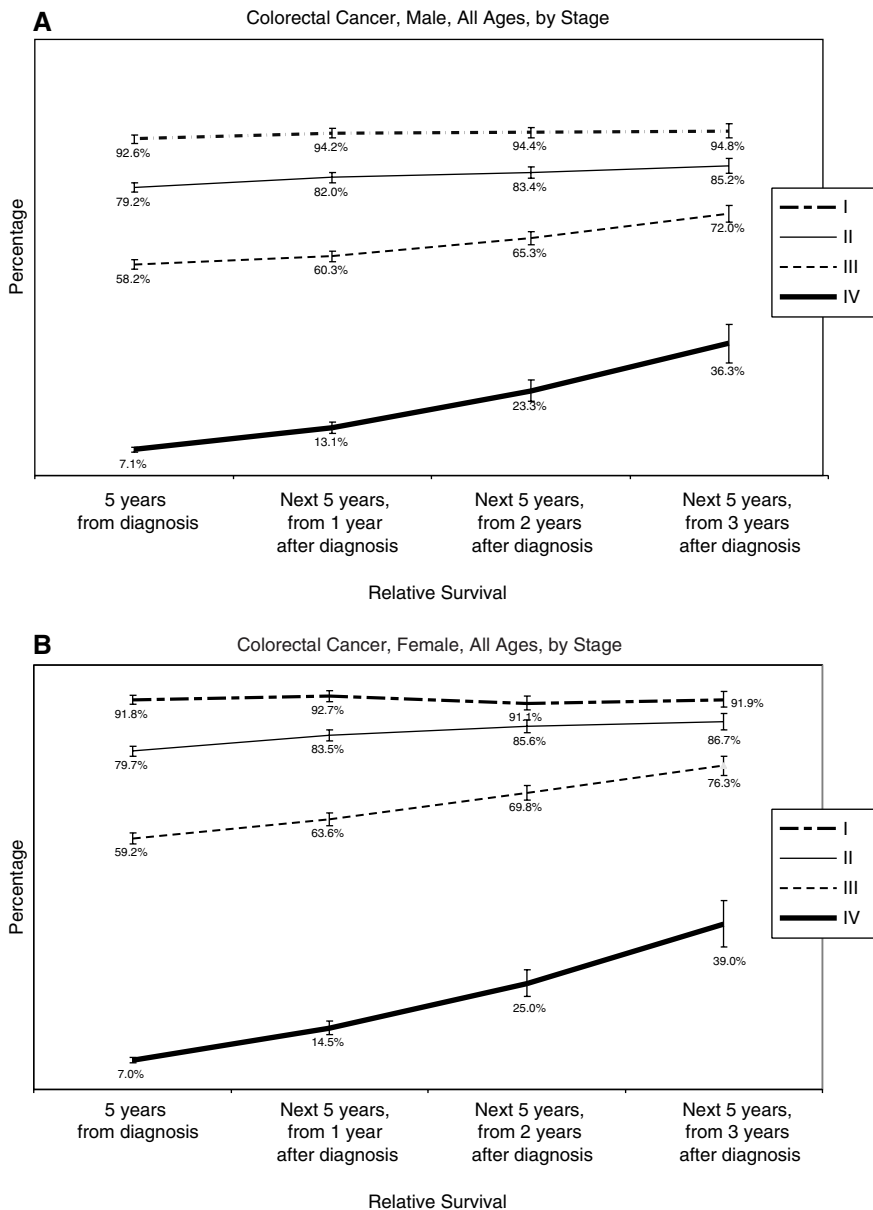 A
Colorectal Cancer, Male, All Ages, by Stage
Percentage
92.6%
94.2%
94.4%
94.8%
79.2%
82.0%
83.4%
85.2%
58.2%
60.3%
65.3%
72.0%
7.1%
13.1%
23.3%
36.3%
I
II
III
IV
5 years
from diagnosis
Next 5 years,
from 1 year
after diagnosis
Next 5 years,
from 2 years
after diagnosis
Next 5 years,
from 3 years
after diagnosis
Relative Survival
B
Colorectal Cancer, Female, All Ages, by Stage
Percentage
91.8%
92.7%
91.1%
91.9%
79.7%
83.5%
85.6%
86.7%
59.2%
63.6%
69.8%
76.3%
7.0%
14.5%
25.0%
39.0%
I
II
III
IV
5 years
from diagnosis
Next 5 years,
from 1 year
after diagnosis
Next 5 years,
from 2 years
after diagnosis
Next 5 years,
from 3 years
after diagnosis
Relative Survival